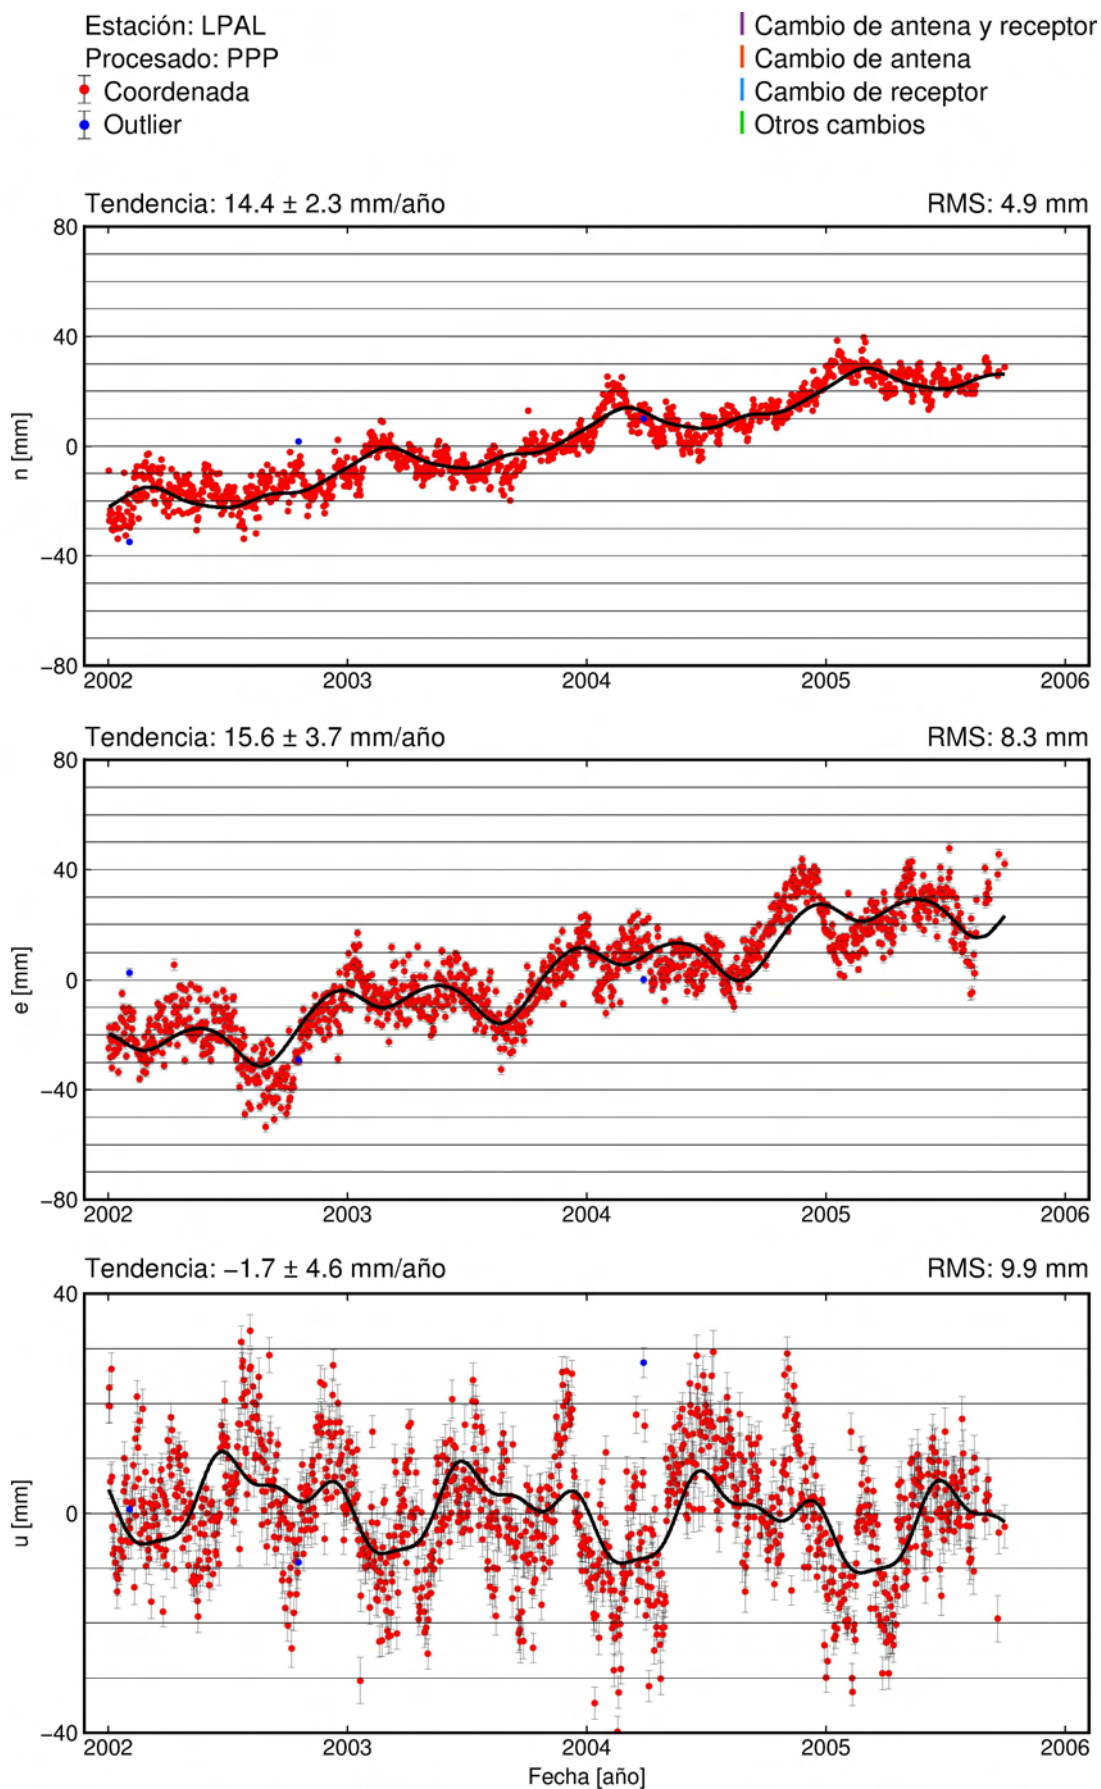 Estación: LPAL
Procesado: PPP
Coordenada
Outlier
Cambio de antena y receptor
Cambio de antena
Cambio de receptor
Otros cambios
Tendencia: 14.4 ± 2.3 mm/año
RMS: 4.9 mm
80
40
0
−40
−80
n [mm]
2002
2003
2004
2005
2006
Tendencia: 15.6 ± 3.7 mm/año
RMS: 8.3 mm
80
40
0
−40
−80
e [mm]
2002
2003
2004
2005
2006
Tendencia: −1.7 ± 4.6 mm/año
RMS: 9.9 mm
40
20
0
−20
−40
u [mm]
2002
2003
2004
2005
2006
Fecha [año]